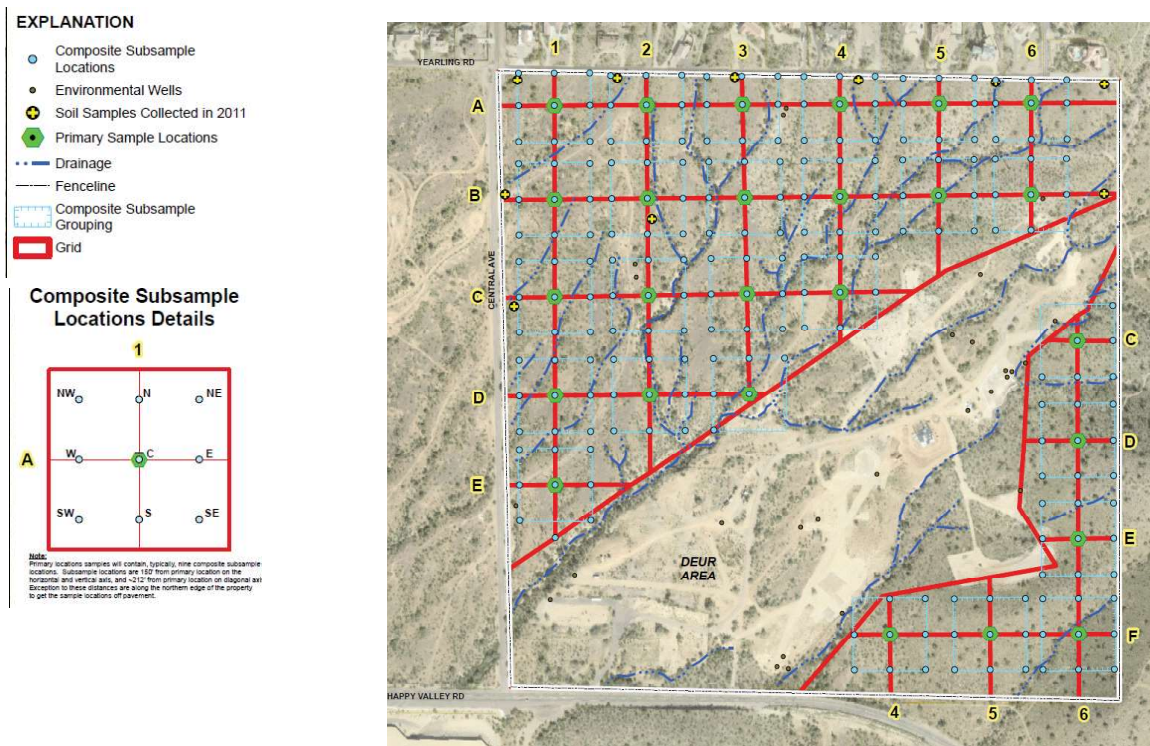 EXPLANATION
Composite Subsample
Locations
Environmental Wells
Soil Samples Collected in 2011
Primary Sample Locations
Drainage
Fenceline
Composite Subsample
Grouping
Grid
Composite Subsample
Locations Details
1
NW
N
NE
A
W
C
E
SW
S
SE
Note:
Primary locations samples will contain, typically, nine composite subsample
locations. Subsample locations are 150' from primary location on the
horizontal and vertical axis, and ~212' from primary location on diagonal axi
Exception to these distances are along the northern edge of the property
to get the sample locations off pavement.
YEARLING RD
1
2
3
4
5
6
A
B
CENTRAL AVE
C
D
E
C
D
E
F
DEUR
AREA
HAPPY VALLEY RD
4
5
6